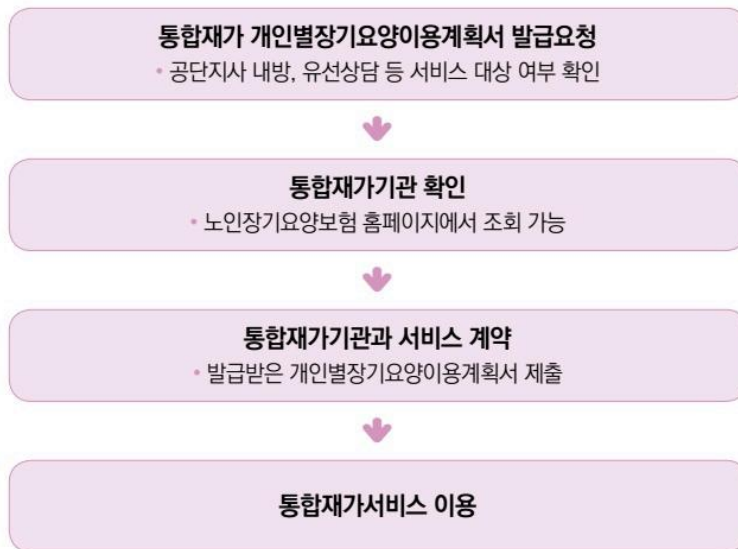 통합재가 개인별장기요양이용계획서 발급요청
• 공단지사 내방, 유선상담 등 서비스 대상 여부 확인
통합재가기관 확인
• 노인장기요양보험 홈페이지에서 조회 가능
통합재가기관과 서비스 계약
• 발급받은 개인별장기요양이용계획서 제출
통합재가서비스 이용